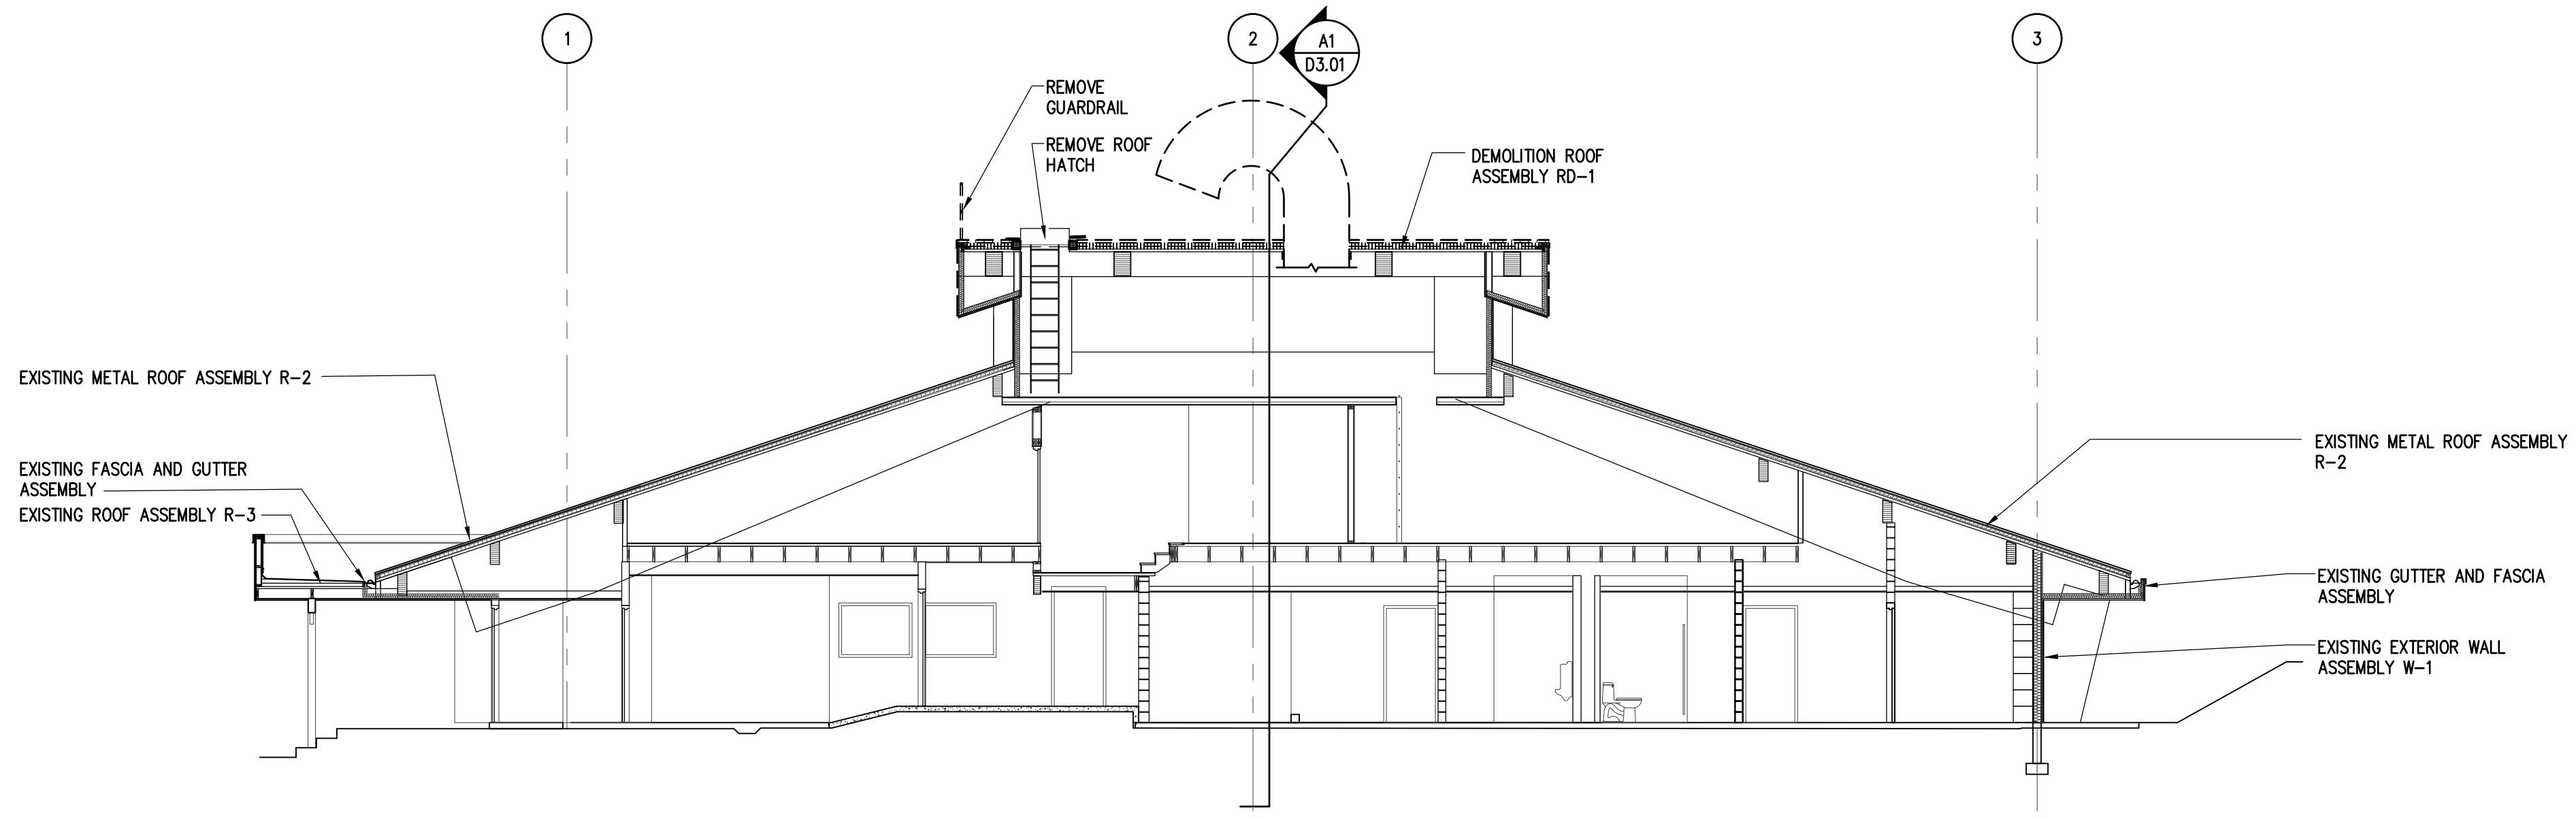 1
2
A1
D3.01
3
REMOVE
GUARDRAIL
REMOVE ROOF
HATCH
DEMOLITION ROOF
ASSEMBLY RD-1
EXISTING METAL ROOF ASSEMBLY R-2
EXISTING FASCIA AND GUTTER
ASSEMBLY
EXISTING ROOF ASSEMBLY R-3
EXISTING METAL ROOF ASSEMBLY
R-2
EXISTING GUTTER AND FASCIA
ASSEMBLY
EXISTING EXTERIOR WALL
ASSEMBLY W-1